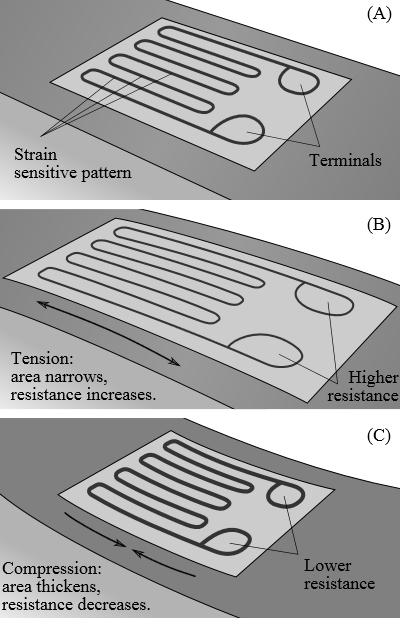 (A)
Strain
sensitive pattern
Terminals
(B)
Tension:
area narrows,
resistance increases.
Higher
resistance
(C)
Compression:
area thickens,
resistance decreases.
Lower
resistance